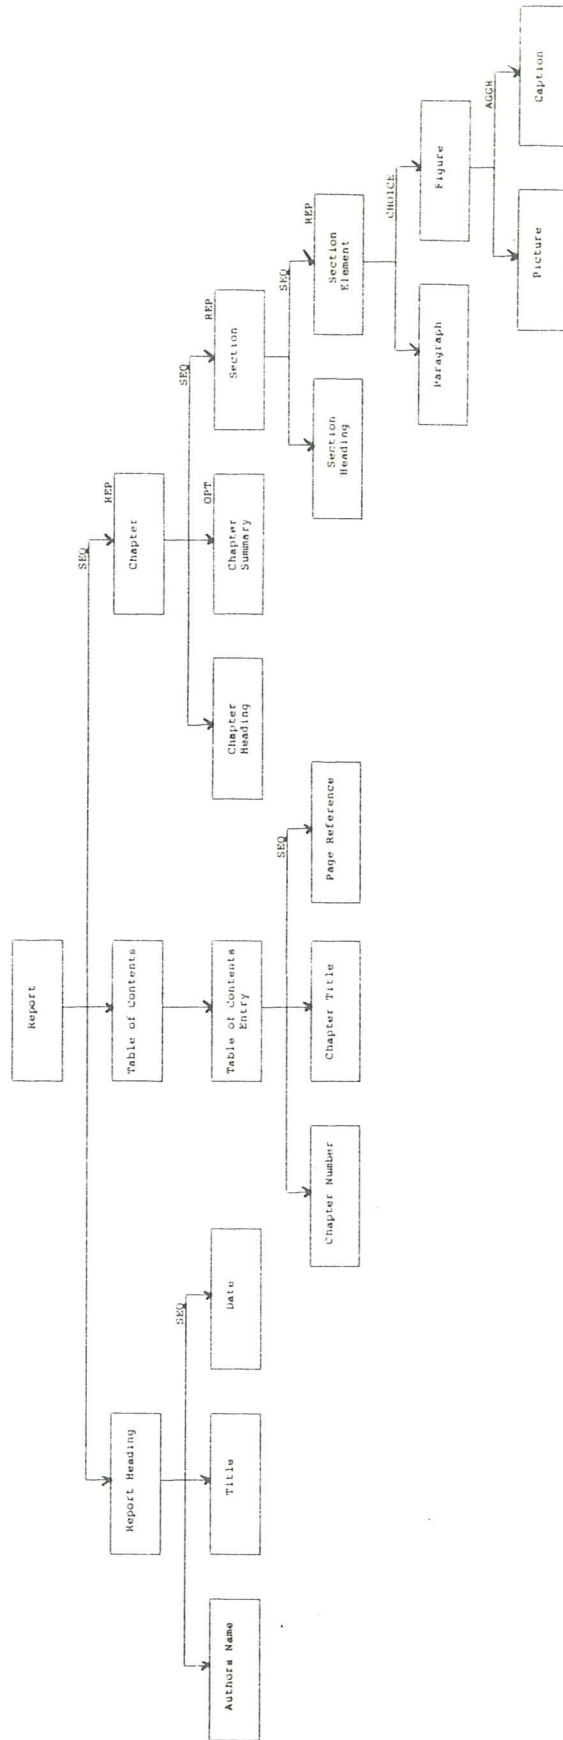 Report
SEQ
Report Heading
Table of Contents
REP
Chapter
SEQ
Authors Name
Title
Date
Table of Contents
Entry
SEQ
Chapter
Heading
OPT
Chapter
Summary
REP
Section
SEQ
Chapter Number
Chapter Title
Page Reference
SEQ
Section
Heading
REP
Section
Element
CHOICE
Paragraph
Figure
AGGR
Picture
Caption